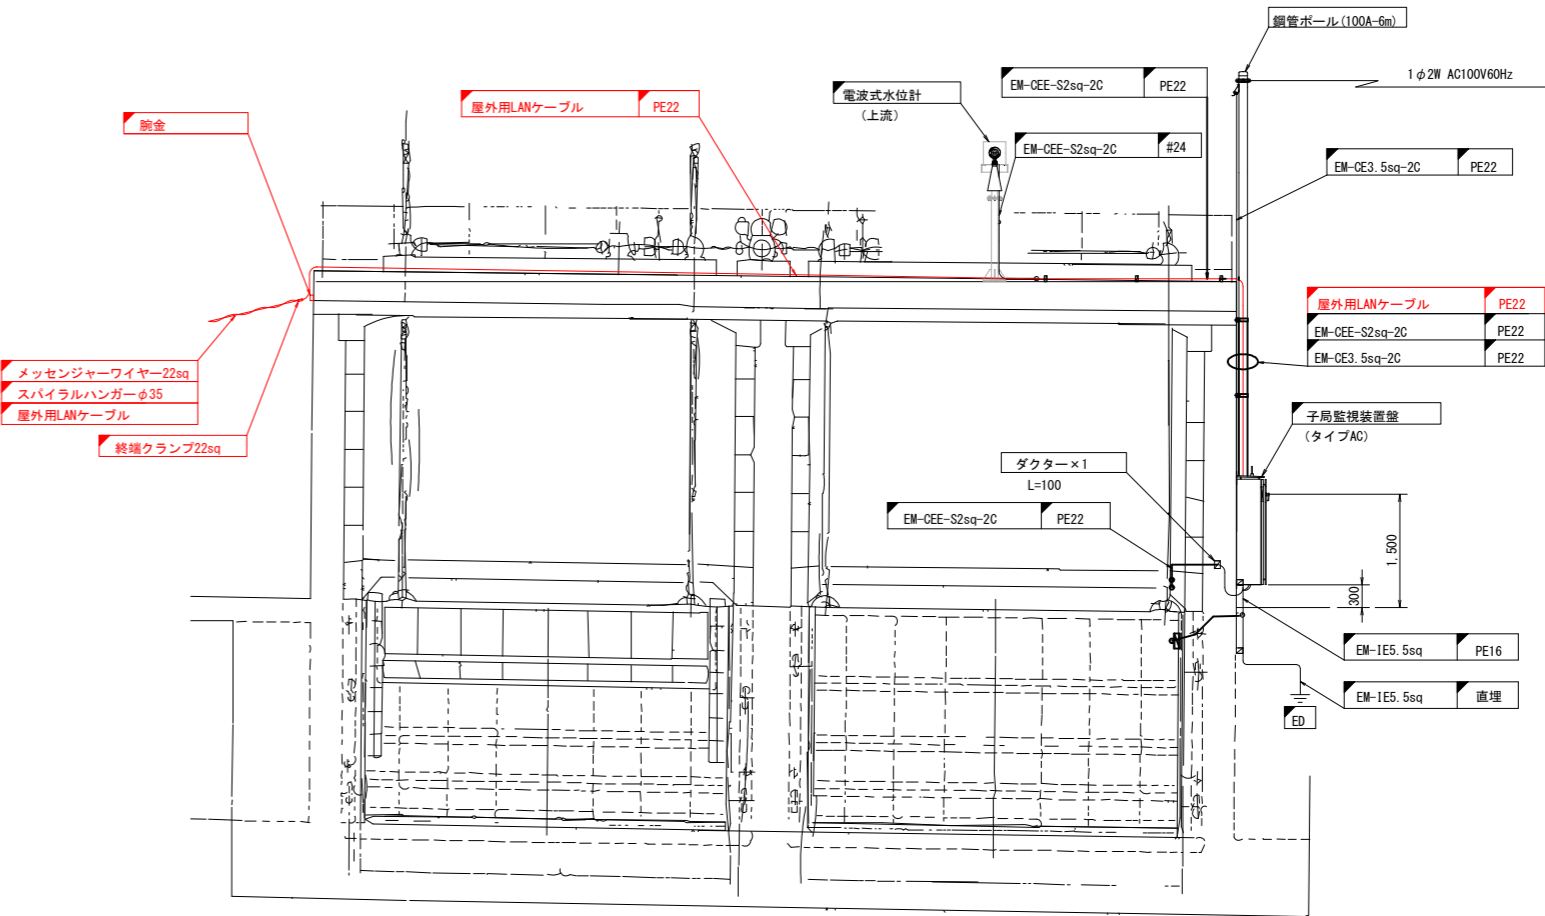 鋼管ポール(100A-6m)
1φ2W AC100V60Hz
EM-CEE-S2sq-2C PE22
電波式水位計
(上流)
屋外用LANケーブル PE22
腕金
EM-CEE-S2sq-2C #24
EM-CE3.5sq-2C PE22
屋外用LANケーブル PE22
EM-CEE-S2sq-2C PE22
EM-CE3.5sq-2C PE22
メッセンジャーワイヤー22sq
スパイラルハンガーφ35
屋外用LANケーブル
終端クランプ22sq
子局監視装置盤
(タイプAC)
ダクター×1
L=100
EM-CEE-S2sq-2C PE22
1,500
300
EM-IE5.5sq PE16
EM-IE5.5sq 直埋
ED